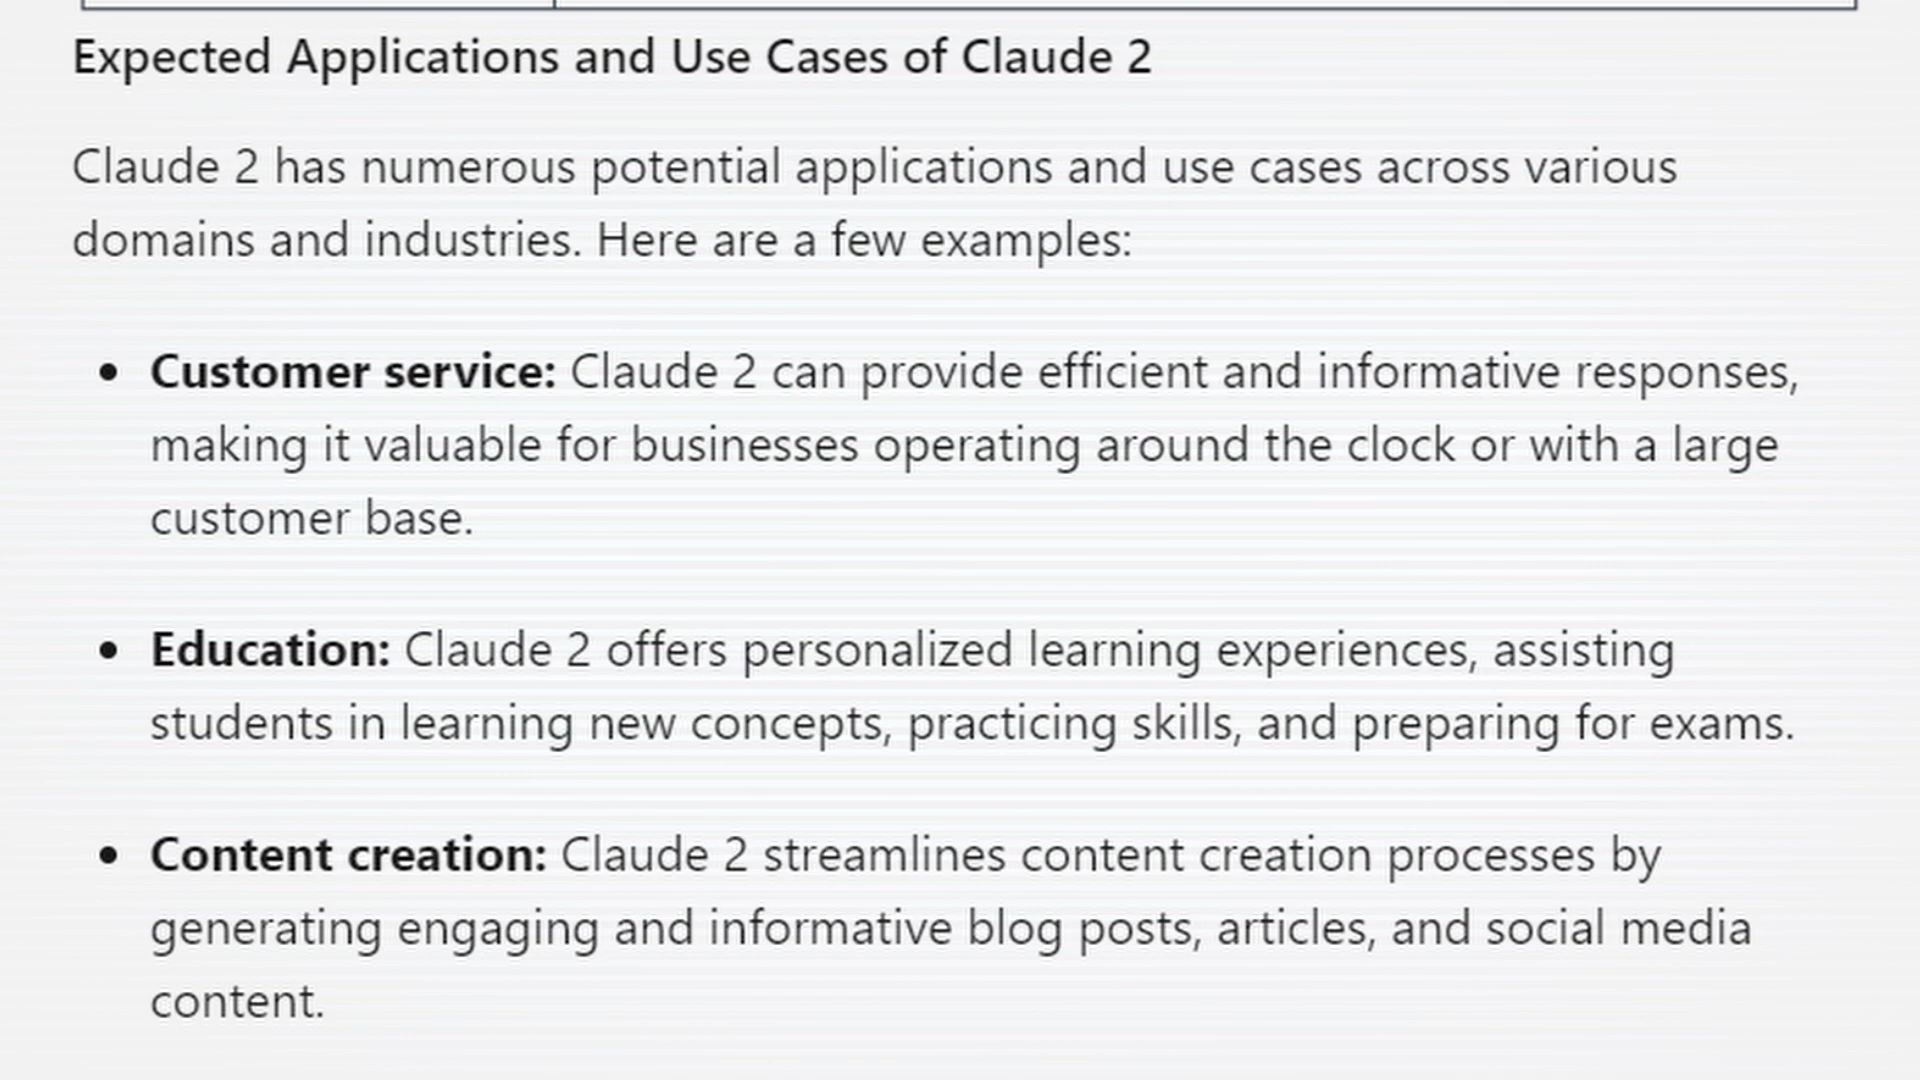 Expected Applications and Use Cases of Claude 2
Claude 2 has numerous potential applications and use cases across various
domains and industries. Here are a few examples:
• Customer service: Claude 2 can provide efficient and informative responses,
making it valuable for businesses operating around the clock or with a large
customer base.
• Education: Claude 2 offers personalized learning experiences, assisting
students in learning new concepts, practicing skills, and preparing for exams.
• Content creation: Claude 2 streamlines content creation processes by
generating engaging and informative blog posts, articles, and social media
content.